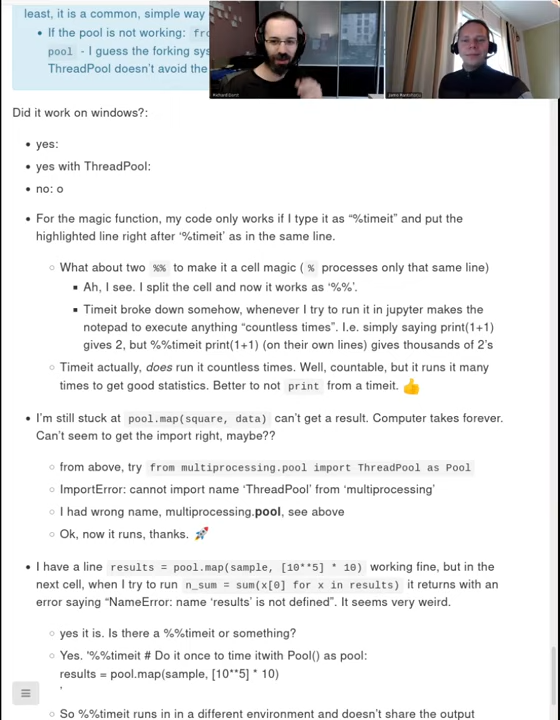 least, it is a common, simple way
If the pool is not working: fro
pool - I guess the forking sys
ThreadPool doesn't avoid the
Did it work on windows?:
yes:
yes with ThreadPool:
no: o
For the magic function, my code only works if I type it as “%timeit” and put the
highlighted line right after ‘%timeit’ as in the same line.
What about two %% to make it a cell magic ( % processes only that same line)
Ah, I see. I split the cell and now it works as ‘%%’.
Timeit broke down somehow, whenever I try to run it in jupyter makes the
notepad to execute anything “countless times”. I.e. simply saying print(1+1)
gives 2, but %%timeit print(1+1) (on their own lines) gives thousands of 2’s
Timeit actually, does run it countless times. Well, countable, but it runs it many
times to get good statistics. Better to not print from a timeit. 👍
I’m still stuck at pool.map(square, data) can’t get a result. Computer takes forever.
Can’t seem to get the import right, maybe??
from above, try from multiprocessing.pool import ThreadPool as Pool
ImportError: cannot import name ‘ThreadPool’ from ‘multiprocessing’
I had wrong name, multiprocessing.pool, see above
Ok, now it runs, thanks. 🚀
I have a line results = pool.map(sample, [10**5] * 10) working fine, but in the
next cell, when I try to run n_sum = sum(x[0] for x in results) it returns with an
error saying “NameError: name ‘results’ is not defined”. It seems very weird.
yes it is. Is there a %%timeit or something?
Yes. '%%timeit # Do it once to time itwith Pool() as pool:
results = pool.map(sample, [10**5] * 10)
'
So %%timeit runs in in a different environment and doesn’t share the output